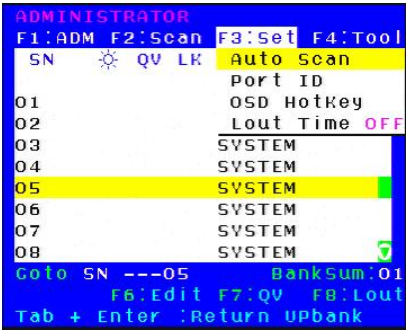 ADMINISTRATOR
F1:ADM F2:Scan F3:Set F4:Tool
SN QV LK Auto Scan
Port ID
01 OSD HotKey
02 Lout Time OFF
03 SYSTEM
04 SYSTEM
05 SYSTEM
06 SYSTEM
07 SYSTEM
08 SYSTEM
Goto SN ---05 BankSum:01
F6:Edit F7:QV F8:Lout
Tab + Enter :Return UPbank